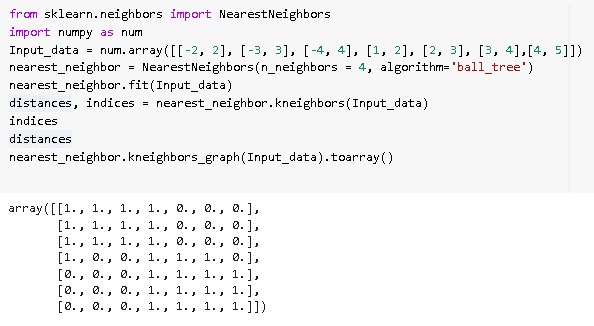 from sklearn.neighbors import NearestNeighbors
import numpy as num
Input_data = num.array([[-2, 2], [-3, 3], [-4, 4], [1, 2], [2, 3], [3, 4],[4, 5]])
nearest_neighbor = NearestNeighbors(n_neighbors = 4, algorithm='ball_tree')
nearest_neighbor.fit(Input_data)
distances, indices = nearest_neighbor.kneighbors(Input_data)
indices
distances
nearest_neighbor.kneighbors_graph(Input_data).toarray()
array([[1., 1., 1., 1., 0., 0., 0.],
[1., 1., 1., 1., 0., 0., 0.],
[1., 1., 1., 1., 0., 0., 0.],
[1., 0., 0., 1., 1., 1., 0.],
[0., 0., 0., 1., 1., 1., 1.],
[0., 0., 0., 1., 1., 1., 1.],
[0., 0., 0., 1., 1., 1., 1.]])